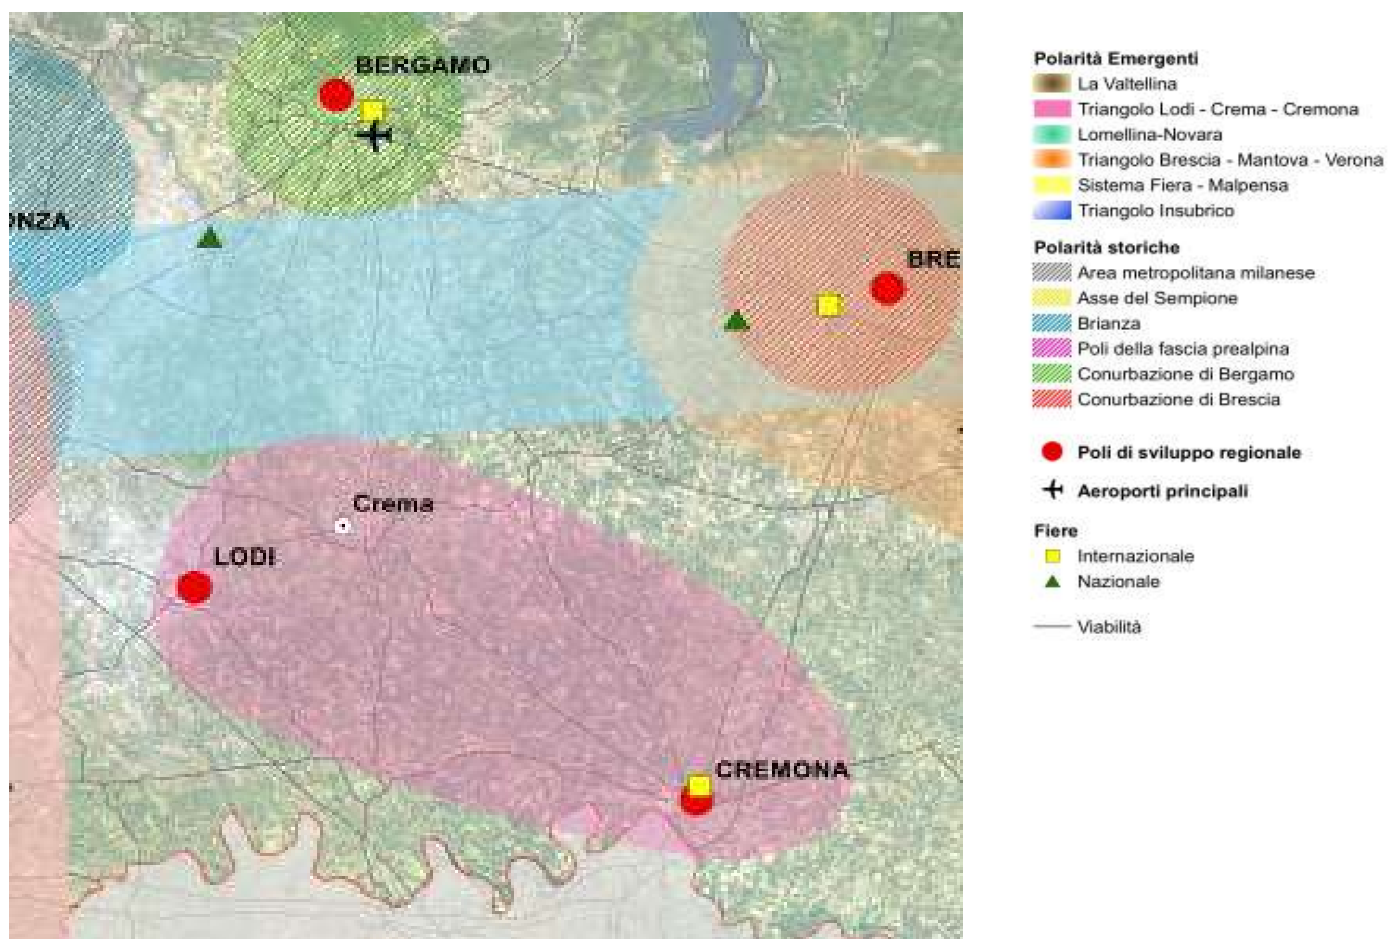 BERGAMO
ONZA
BRE
Crema
LODI
CREMONA
Polarità Emergenti
La Valtellina
Triangolo Lodi - Crema - Cremona
Lomellina-Novara
Triangolo Brescia - Mantova - Verona
Sistema Fiera - Malpensa
Triangolo Insubrico
Polarità storiche
Area metropolitana milanese
Asse del Sempione
Brianza
Poli della fascia prealpina
Conurbazione di Bergamo
Conurbazione di Brescia
Poli di sviluppo regionale
Aeroporti principali
Fiere
Internazionale
Nazionale
Viabilità